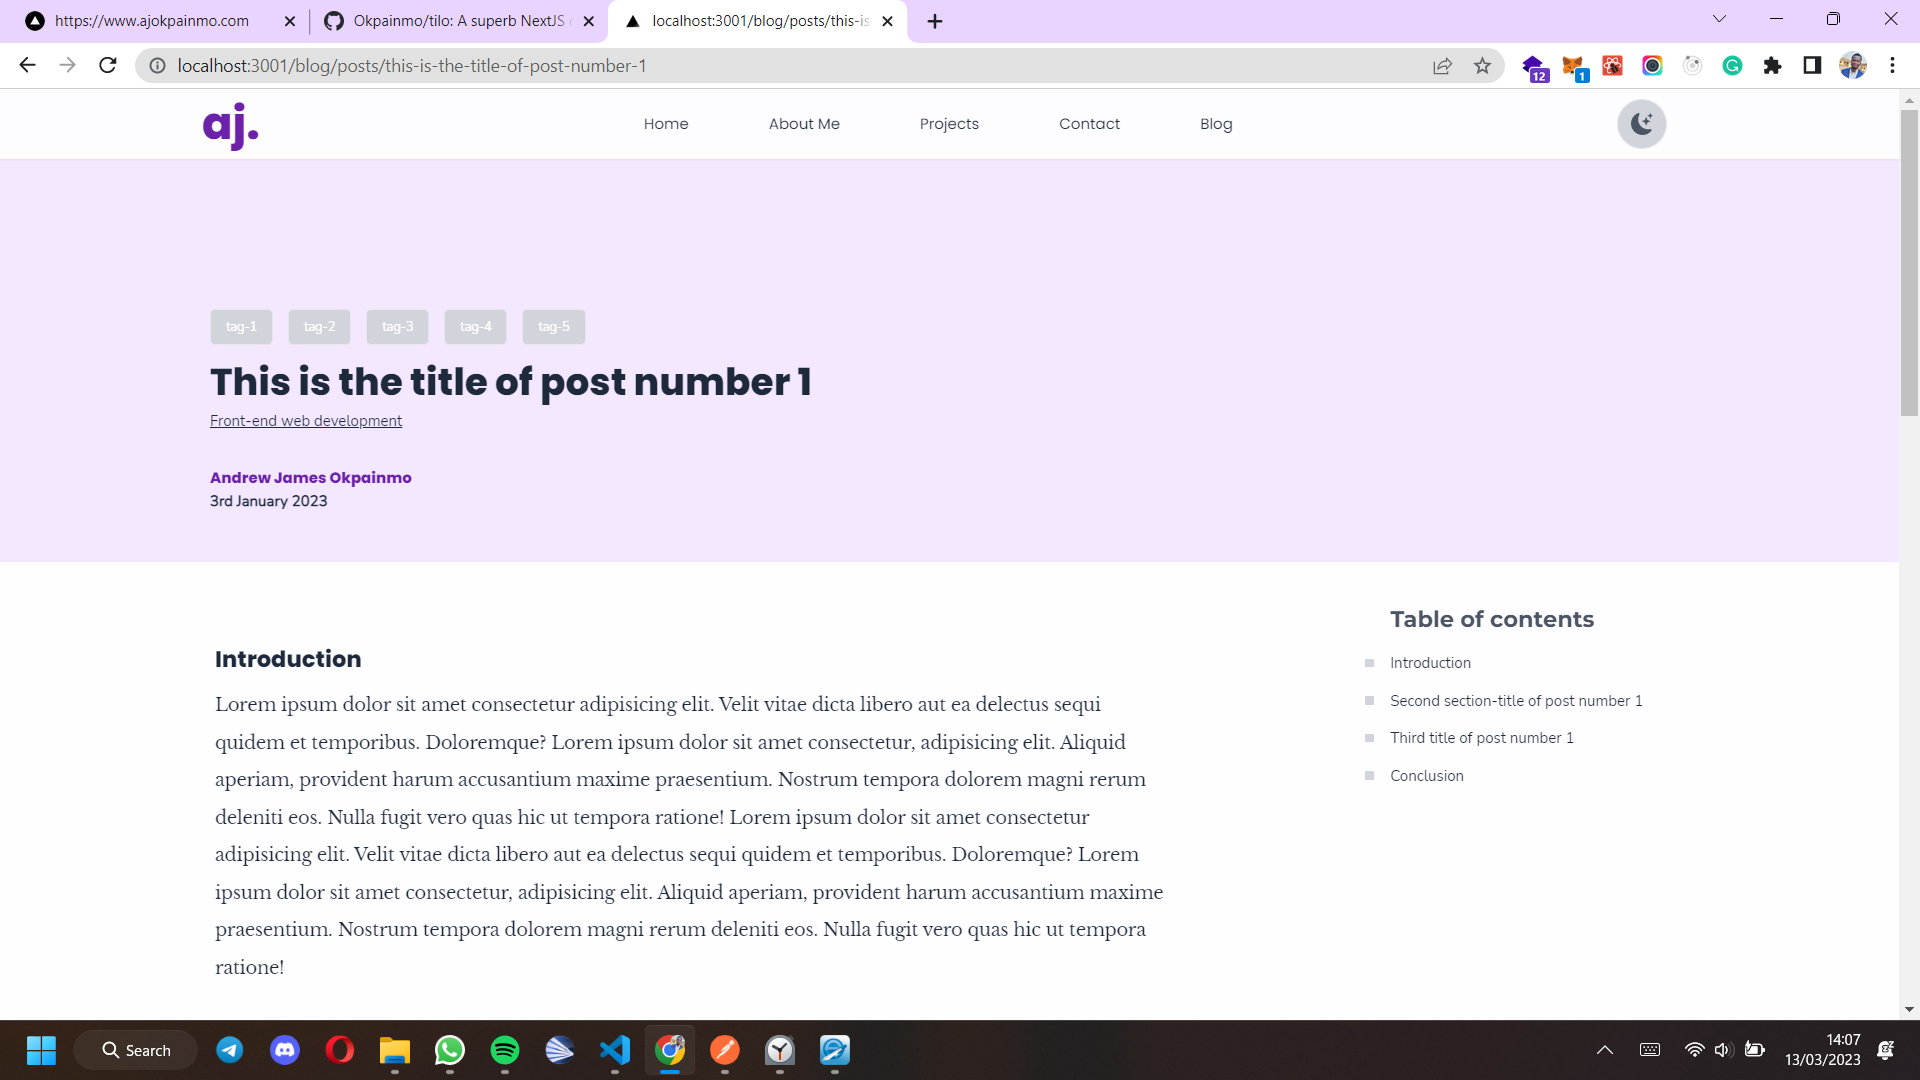 https://www.ajokpainmo.com
Okpainmo/tilo: A superb NextJS
localhost:3001/blog/posts/this-is
localhost:3001/blog/posts/this-is-the-title-of-post-number-1
12
1
aj.
Home
About Me
Projects
Contact
Blog
tag-1
tag-2
tag-3
tag-4
tag-5
This is the title of post number 1
Front-end web development
Andrew James Okpainmo
3rd January 2023
Introduction
Lorem ipsum dolor sit amet consectetur adipisicing elit. Velit vitae dicta libero aut ea delectus sequi
quidem et temporibus. Doloremque? Lorem ipsum dolor sit amet consectetur, adipisicing elit. Aliquid
aperiam, provident harum accusantium maxime praesentium. Nostrum tempora dolorem magni rerum
deleniti eos. Nulla fugit vero quas hic ut tempora ratione! Lorem ipsum dolor sit amet consectetur
adipisicing elit. Velit vitae dicta libero aut ea delectus sequi quidem et temporibus. Doloremque? Lorem
ipsum dolor sit amet consectetur, adipisicing elit. Aliquid aperiam, provident harum accusantium maxime
praesentium. Nostrum tempora dolorem magni rerum deleniti eos. Nulla fugit vero quas hic ut tempora
ratione!
Table of contents
Introduction
Second section-title of post number 1
Third title of post number 1
Conclusion
Search
14:07
13/03/2023